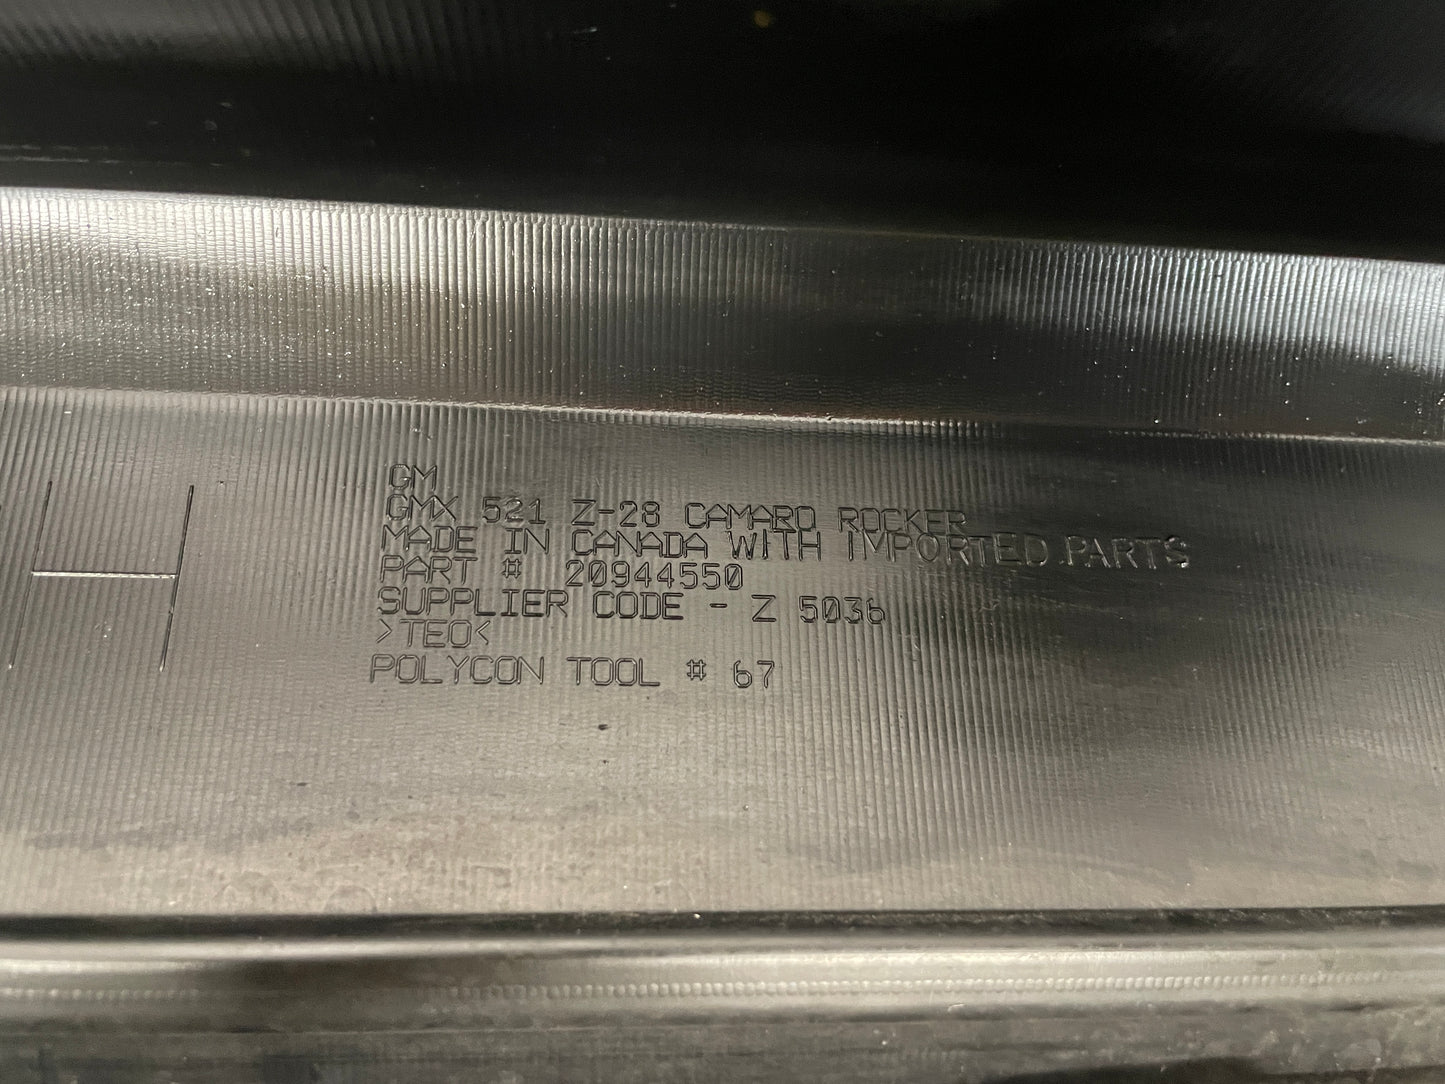 H
GM
GMX 521 Z-28 CAMARO ROCKER
MADE IN CANADA WITH IMPORTED PARTS
PART # 20944550
SUPPLIER CODE - Z 5036
>TEO<
POLYCON TOOL # 67